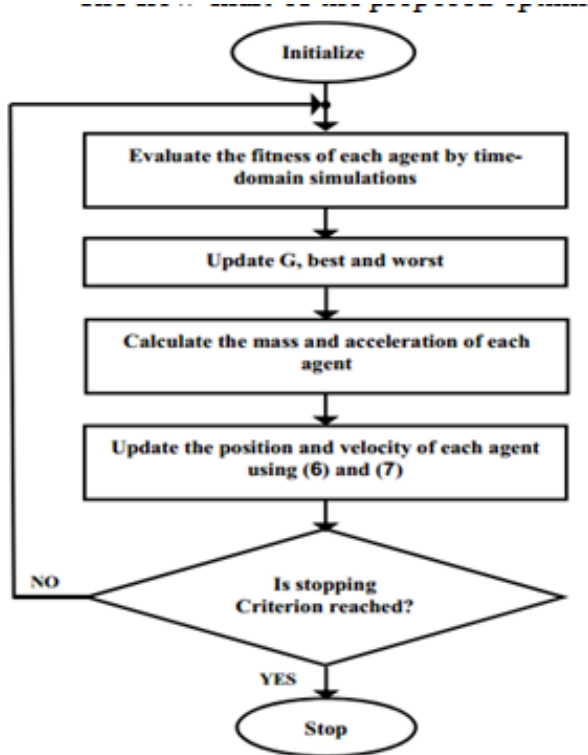 Initialize
Evaluate the fitness of each agent by time-
domain simulations
Update G, best and worst
Calculate the mass and acceleration of each
agent
Update the position and velocity of each agent
using (6) and (7)
NO
Is stopping
Criterion reached?
YES
Stop